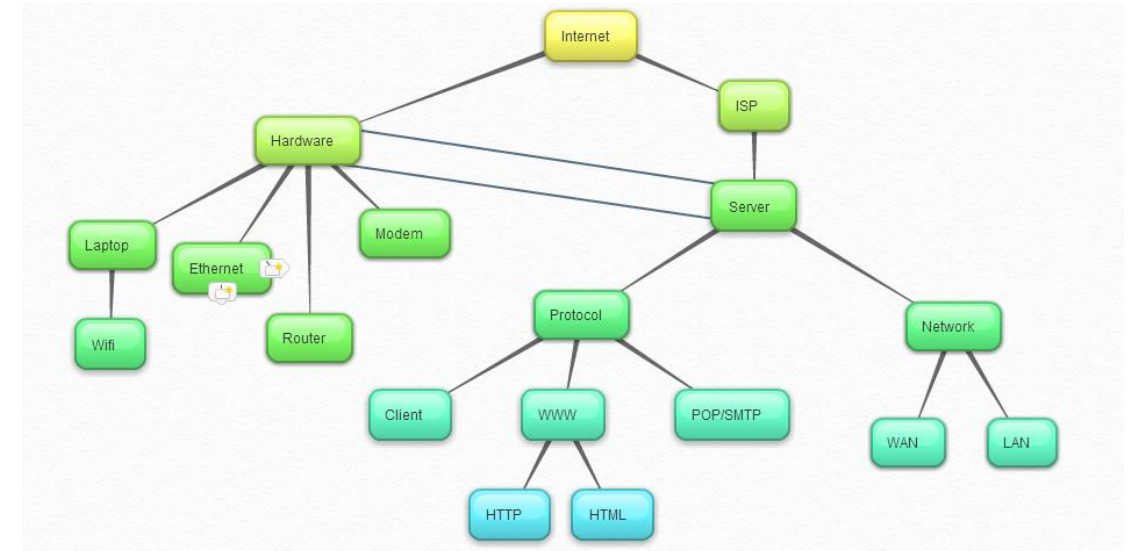 Internet
ISP
Hardware
Server
Laptop
Ethernet
Modem
Router
Wifi
Protocol
Network
Client
WWW
POP/SMTP
WAN
LAN
HTTP
HTML